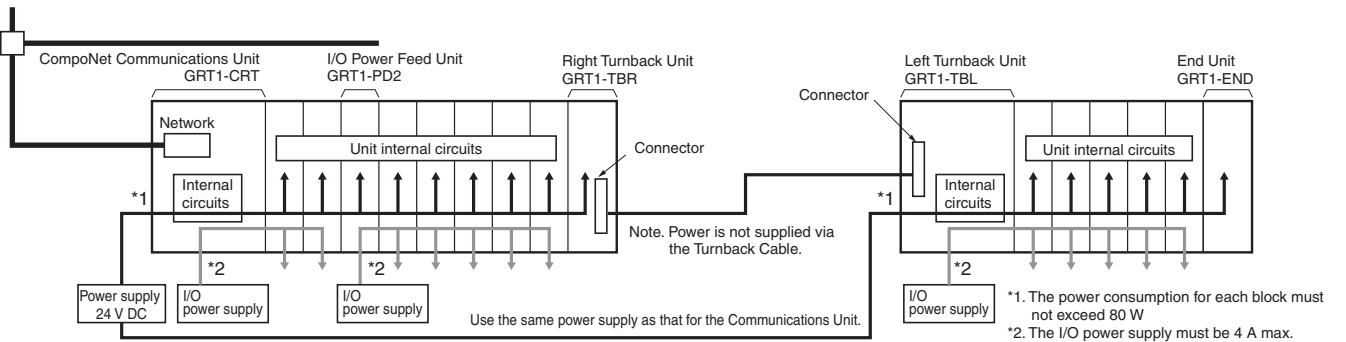 CompoNet Communications Unit
GRT1-CRT
I/O Power Feed Unit
GRT1-PD2
Right Turnback Unit
GRT1-TBR
Left Turnback Unit
GRT1-TBL
End Unit
GRT1-END
Connector
Network
Unit internal circuits
Connector
Unit internal circuits
Internal
circuits
*1
Internal
circuits
*1
Note. Power is not supplied via
the Turnback Cable.
*2
*2
*2
Power supply
24 V DC
I/O
power supply
I/O
power supply
Use the same power supply as that for the Communications Unit.
I/O
power supply
*1. The power consumption for each block must
not exceed 80 W
*2. The I/O power supply must be 4 A max.